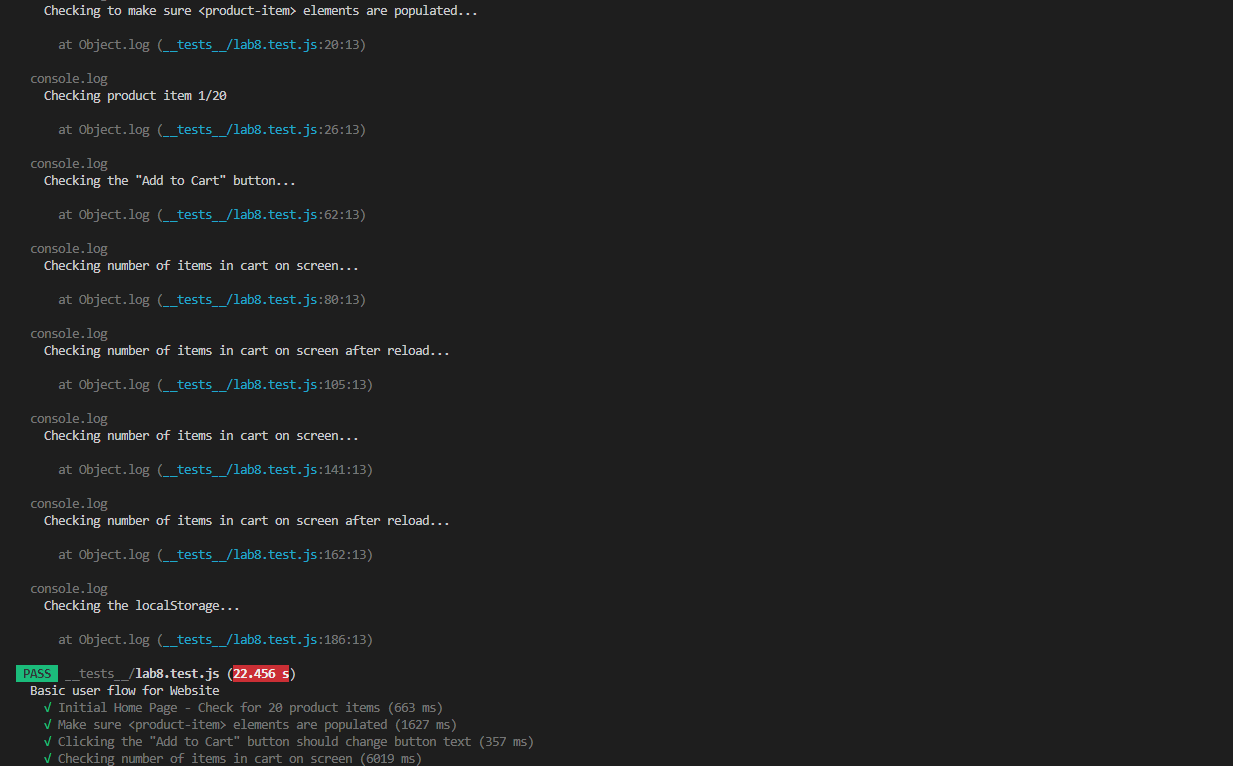 Checking to make sure <product-item> elements are populated...
at Object.log (__tests__/lab8.test.js:20:13)
console.log
Checking product item 1/20
at Object.log (__tests__/lab8.test.js:26:13)
console.log
Checking the "Add to Cart" button...
at Object.log (__tests__/lab8.test.js:62:13)
console.log
Checking number of items in cart on screen...
at Object.log (__tests__/lab8.test.js:80:13)
console.log
Checking number of items in cart on screen after reload...
at Object.log (__tests__/lab8.test.js:105:13)
console.log
Checking number of items in cart on screen...
at Object.log (__tests__/lab8.test.js:141:13)
console.log
Checking number of items in cart on screen after reload...
at Object.log (__tests__/lab8.test.js:162:13)
console.log
Checking the localStorage...
at Object.log (__tests__/lab8.test.js:186:13)
PASS __tests__/lab8.test.js (22.456 s)
Basic user flow for Website
√ Initial Home Page - Check for 20 product items (663 ms)
√ Make sure <product-item> elements are populated (1627 ms)
√ Clicking the "Add to Cart" button should change button text (357 ms)
√ Checking number of items in cart on screen (6019 ms)